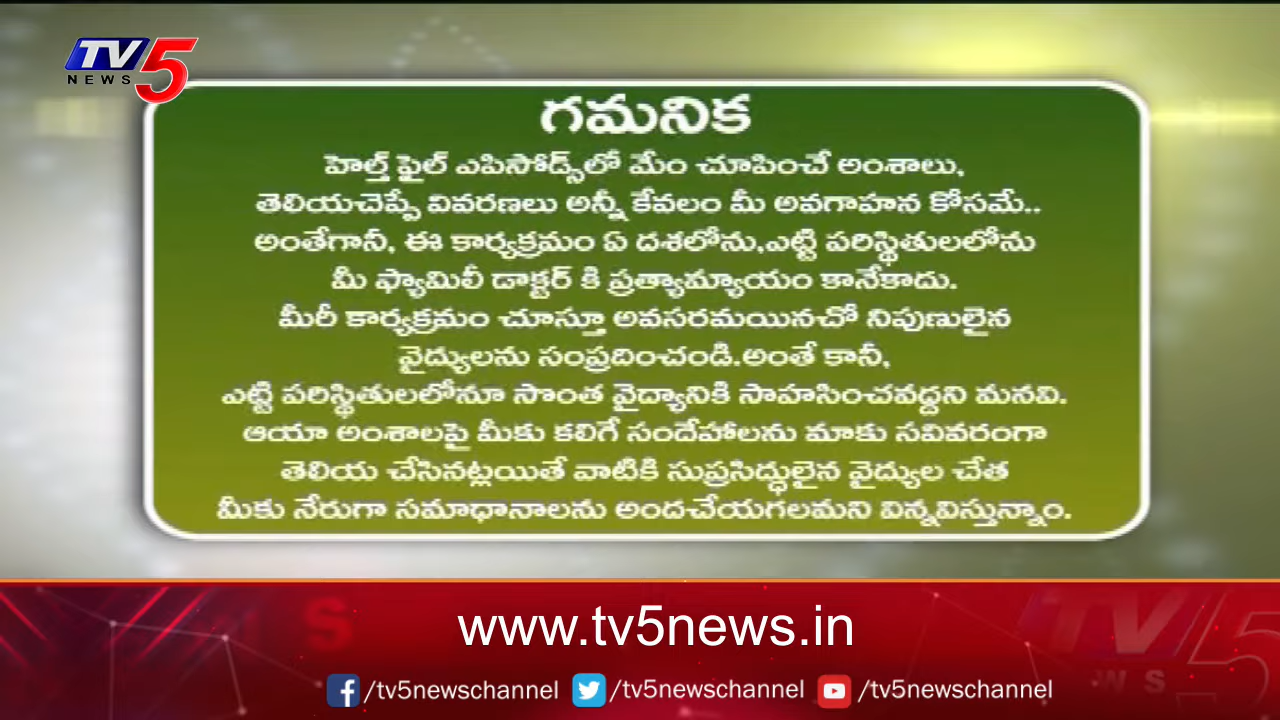 TV5
NEWS
గమనిక
హెల్త్ ఫైల్ ఎపిసోడ్స్‌లో మేం చూపించే అంశాలు,
తెలియచెప్పే వివరణలు అన్నీ కేవలం మీ అవగాహన కోసమే..
అంతేగానీ, ఈ కార్యక్రమం ఏ దశలోను,ఎట్టి పరిస్థితులలోను
మీ ఫ్యామిలీ డాక్టర్ కి ప్రత్యామ్యాయం కానేకాదు.
మీరీ కార్యక్రమం చూస్తూ అవసరమయినచో నిపుణులైన
వైద్యులను సంప్రదించండి.అంతే కానీ,
ఎట్టి పరిస్థితులలోనూ సొంత వైద్యానికి సాహసించవద్దని మనవి.
ఆయా అంశాలపై మీకు కలిగే సందేహాలను మాకు సవివరంగా
తెలియ చేసినట్లయితే వాటికి సుప్రసిద్ధులైన వైద్యుల చేత
మీకు నేరుగా సమాధానాలను అందచేయగలమని విన్నవిస్తున్నాం.
www.tv5news.in
/tv5newschannel /tv5newschannel /tv5newschannel